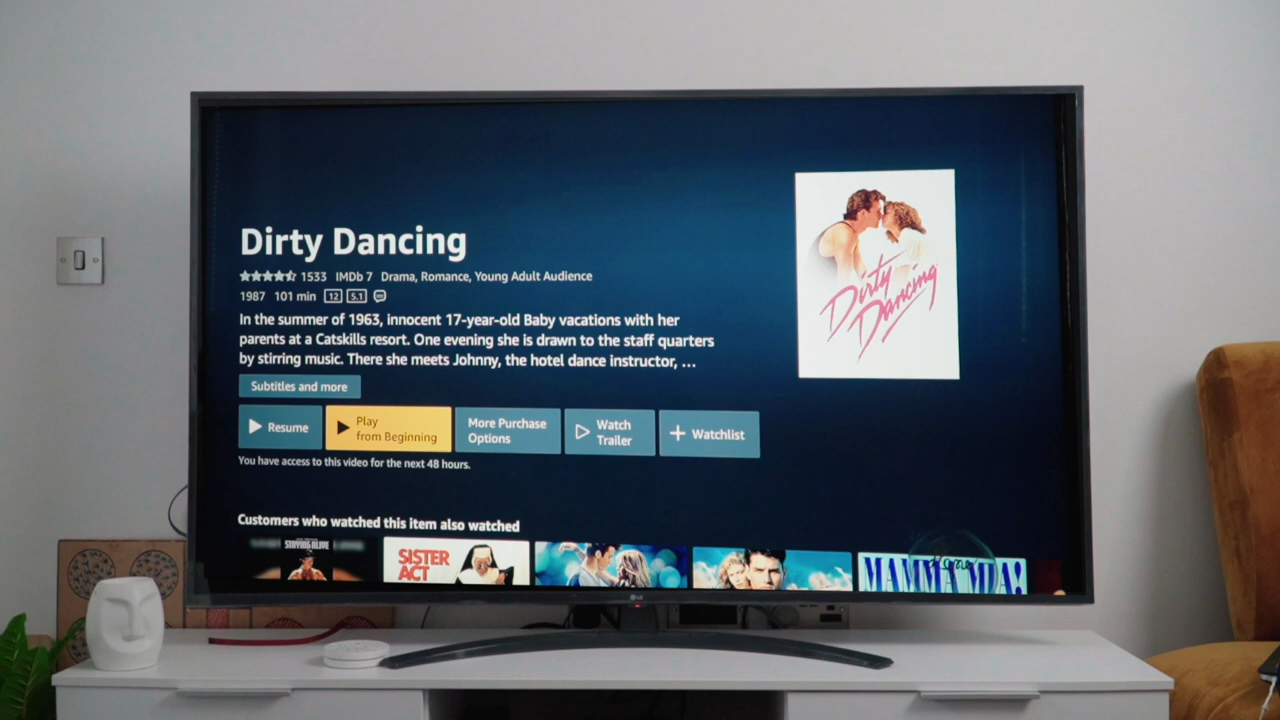 Dirty Dancing
1533 IMDb 7 Drama, Romance, Young Adult Audience
1987 101 min 12 5.1
In the summer of 1963, innocent 17-year-old Baby vacations with her
parents at a Catskills resort. One evening she is drawn to the staff quarters
by stirring music. There she meets Johnny, the hotel dance instructor, ...
Subtitles and more
Resume
Play
from Beginning
More Purchase
Options
Watch
Trailer
Watchlist
You have access to this video for the next 48 hours.
Dirty
Dancing
Customers who watched this item also watched
STAYING ALIVE
SISTER
ACT
MAMMA MIA!
LG